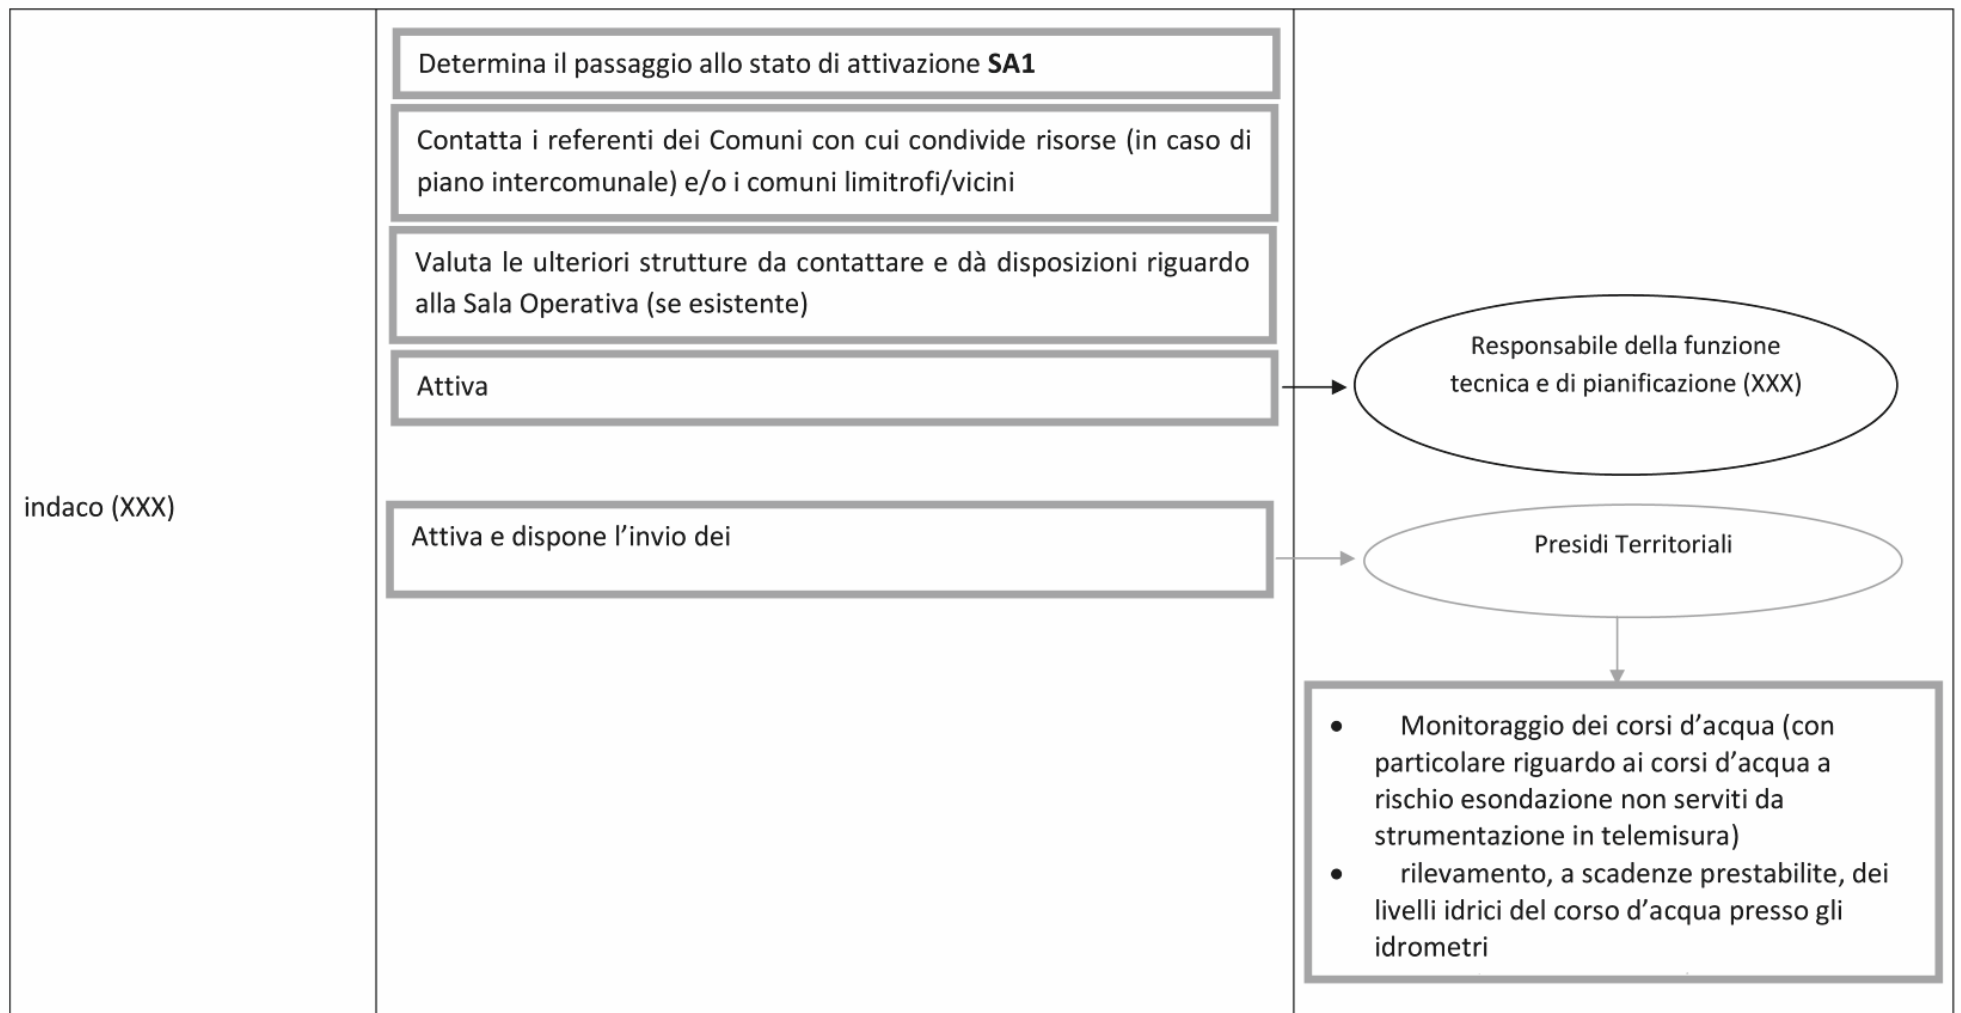 Determina il passaggio allo stato di attivazione SA1
Contatta i referenti dei Comuni con cui condivide risorse (in caso di
piano intercomunale) e/o i comuni limitrofi/vicini
Valuta le ulteriori strutture da contattare e dà disposizioni riguardo
alla Sala Operativa (se esistente)
Attiva
Responsabile della funzione
tecnica e di pianificazione (XXX)
indaco (XXX)
Attiva e dispone l’invio dei
Presidi Territoriali
• Monitoraggio dei corsi d’acqua (con
particolare riguardo ai corsi d’acqua a
rischio esondazione non serviti da
strumentazione in telemisura)
• rilevamento, a scadenze prestabilite, dei
livelli idrici del corso d’acqua presso gli
idrometri